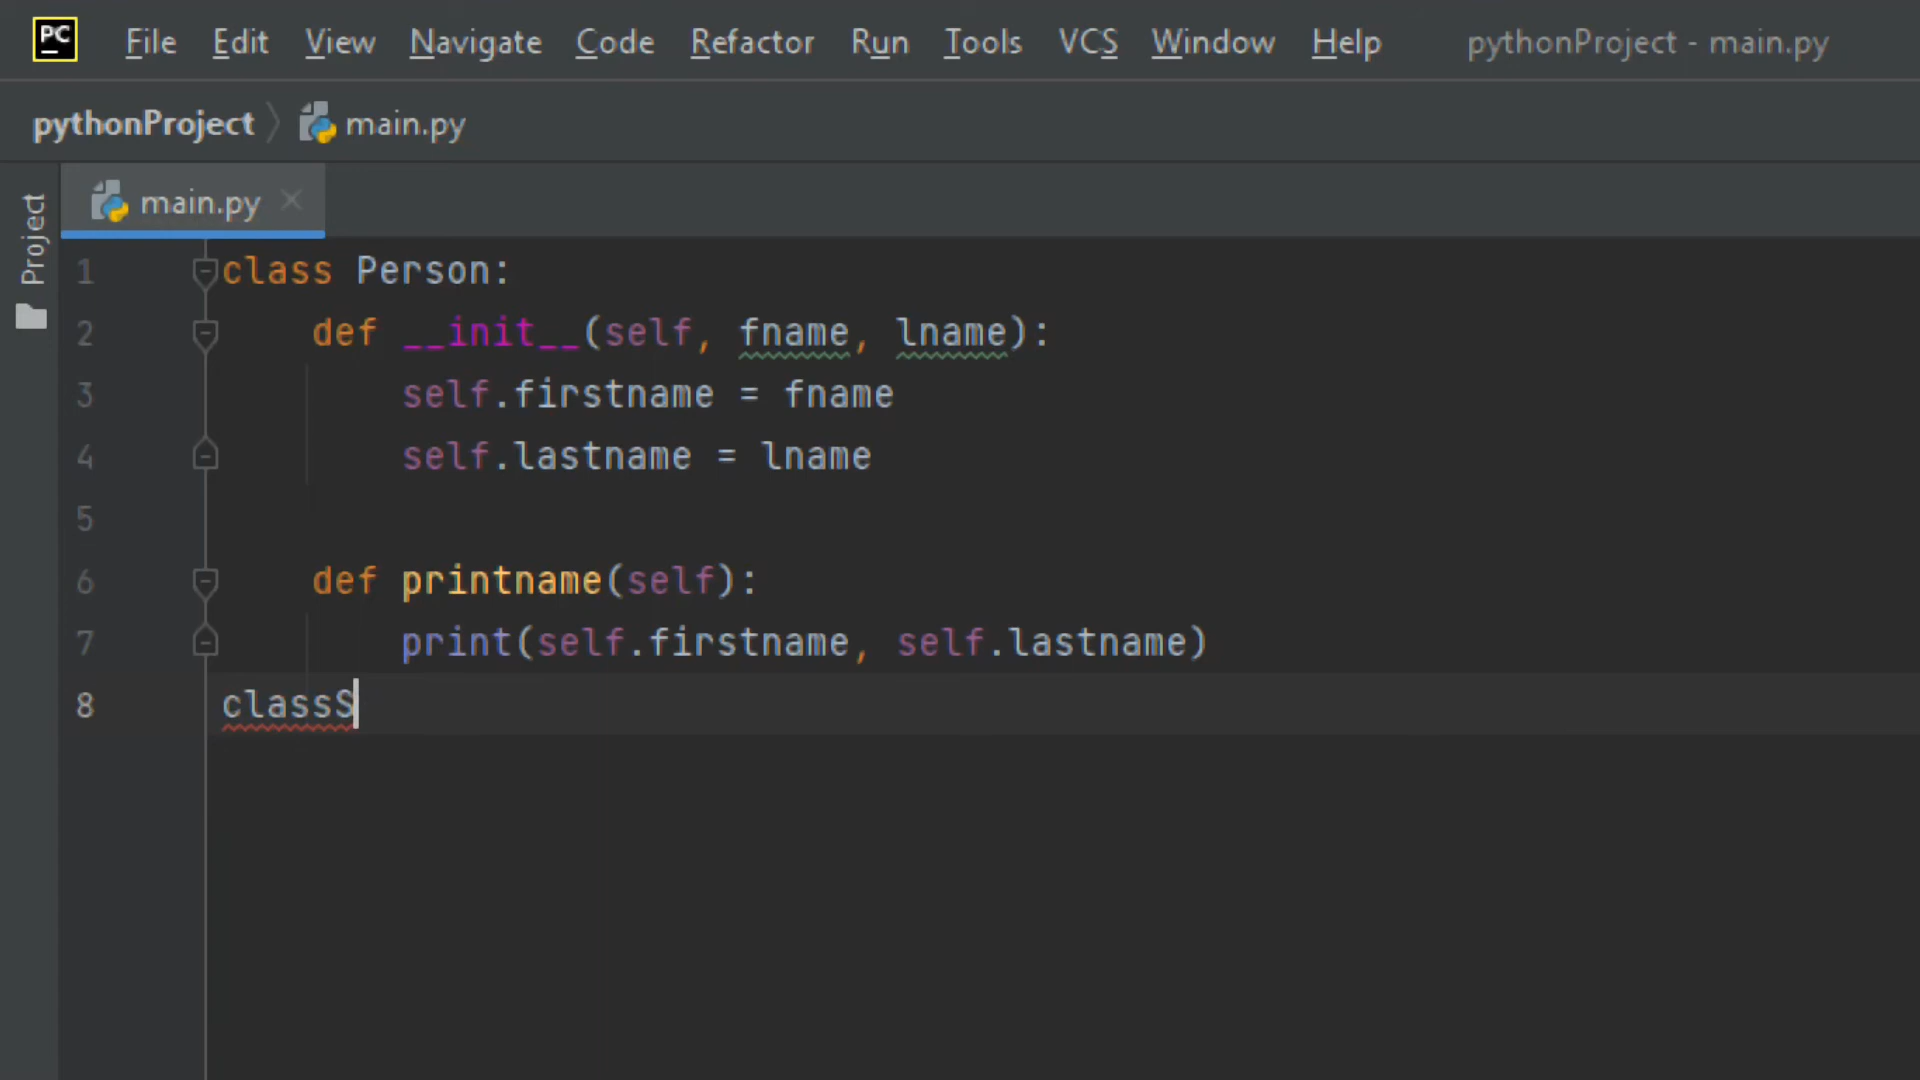 PC File Edit View Navigate Code Refactor Run Tools VCS Window Help pythonProject - main.py
pythonProject main.py
Project
main.py
1 class Person:
2     def __init__(self, fname, lname):
3         self.firstname = fname
4         self.lastname = lname
5
6     def printname(self):
7         print(self.firstname, self.lastname)
8 classS